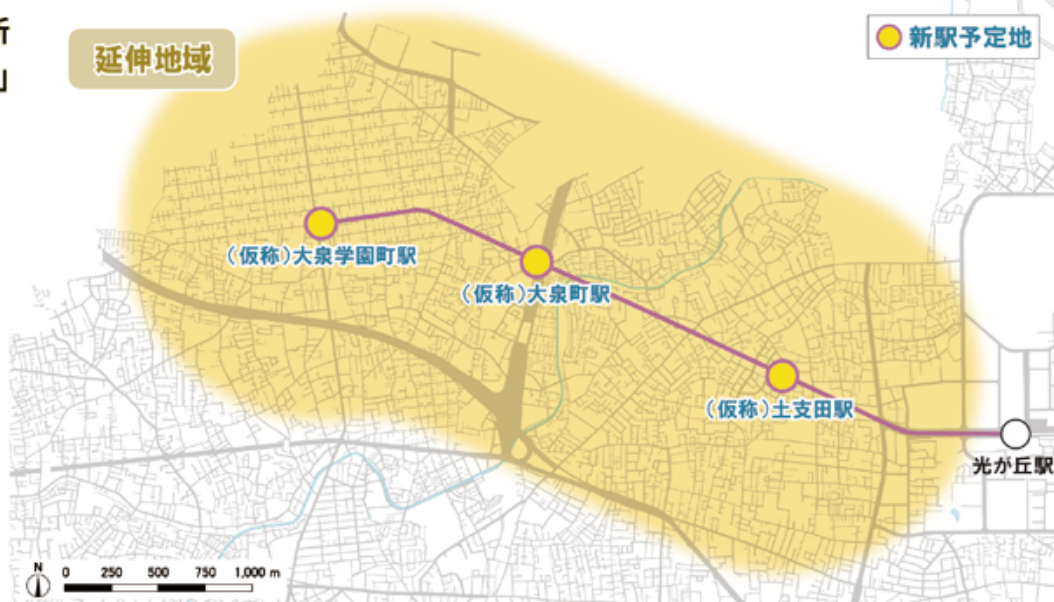 延伸地域
新駅予定地
(仮称)大泉学園町駅
(仮称)大泉町駅
(仮称)土支田駅
光が丘駅
N
0 250 500 750 1,000 m